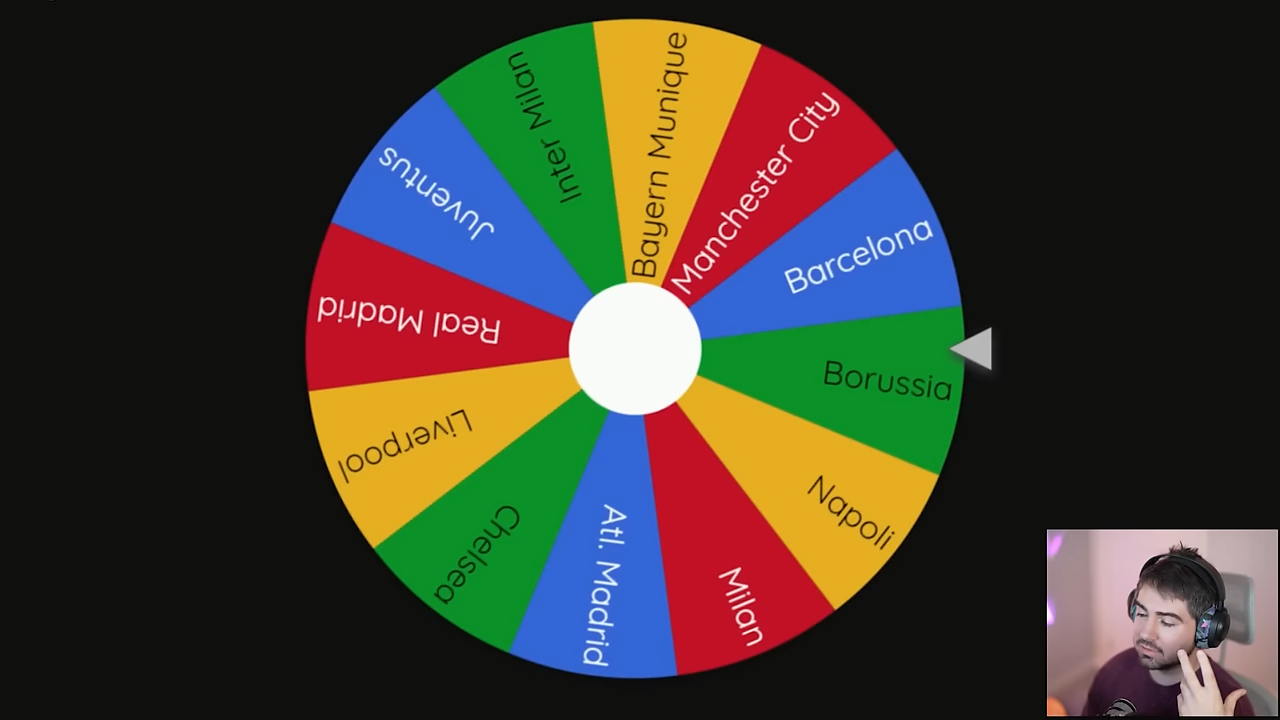 Bayern Munique
Manchester City
Barcelona
Borussia
Napoli
Milan
Atl. Madrid
Chelsea
Liverpool
Real Madrid
Juventus
Inter Milan